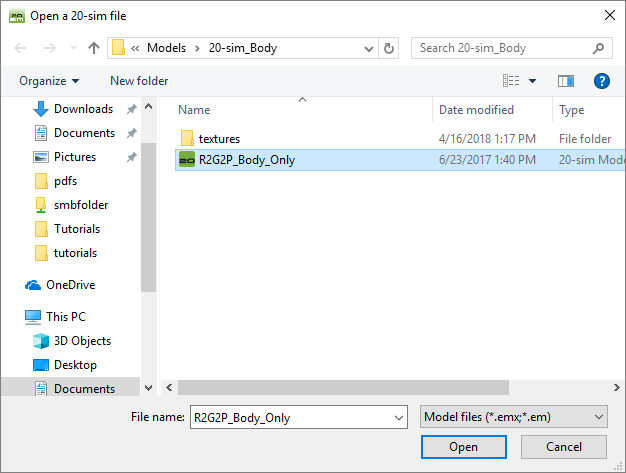 Open a 20-sim file
« Models > 20-sim_Body
Search 20-sim_Body
Organize
New folder
?
Name
Date modified
Type
Downloads
Documents
Pictures
pdfs
smbfolder
Tutorials
tutorials
OneDrive
This PC
3D Objects
Desktop
Documents
textures 4/16/2018 1:17 PM File folder
20 R2G2P_Body_Only 6/23/2017 1:40 PM 20-sim Mode
File name: R2G2P_Body_Only
Model files (*.emx;*.em)
Open
Cancel